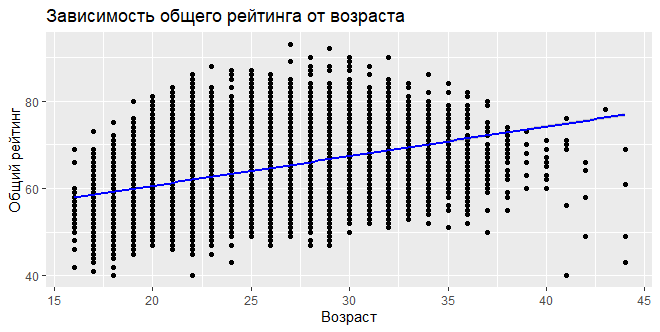 Зависимость общего рейтинга от возраста
Общий рейтинг
80
60
40
15 20 25 30 35 40 45
Возраст